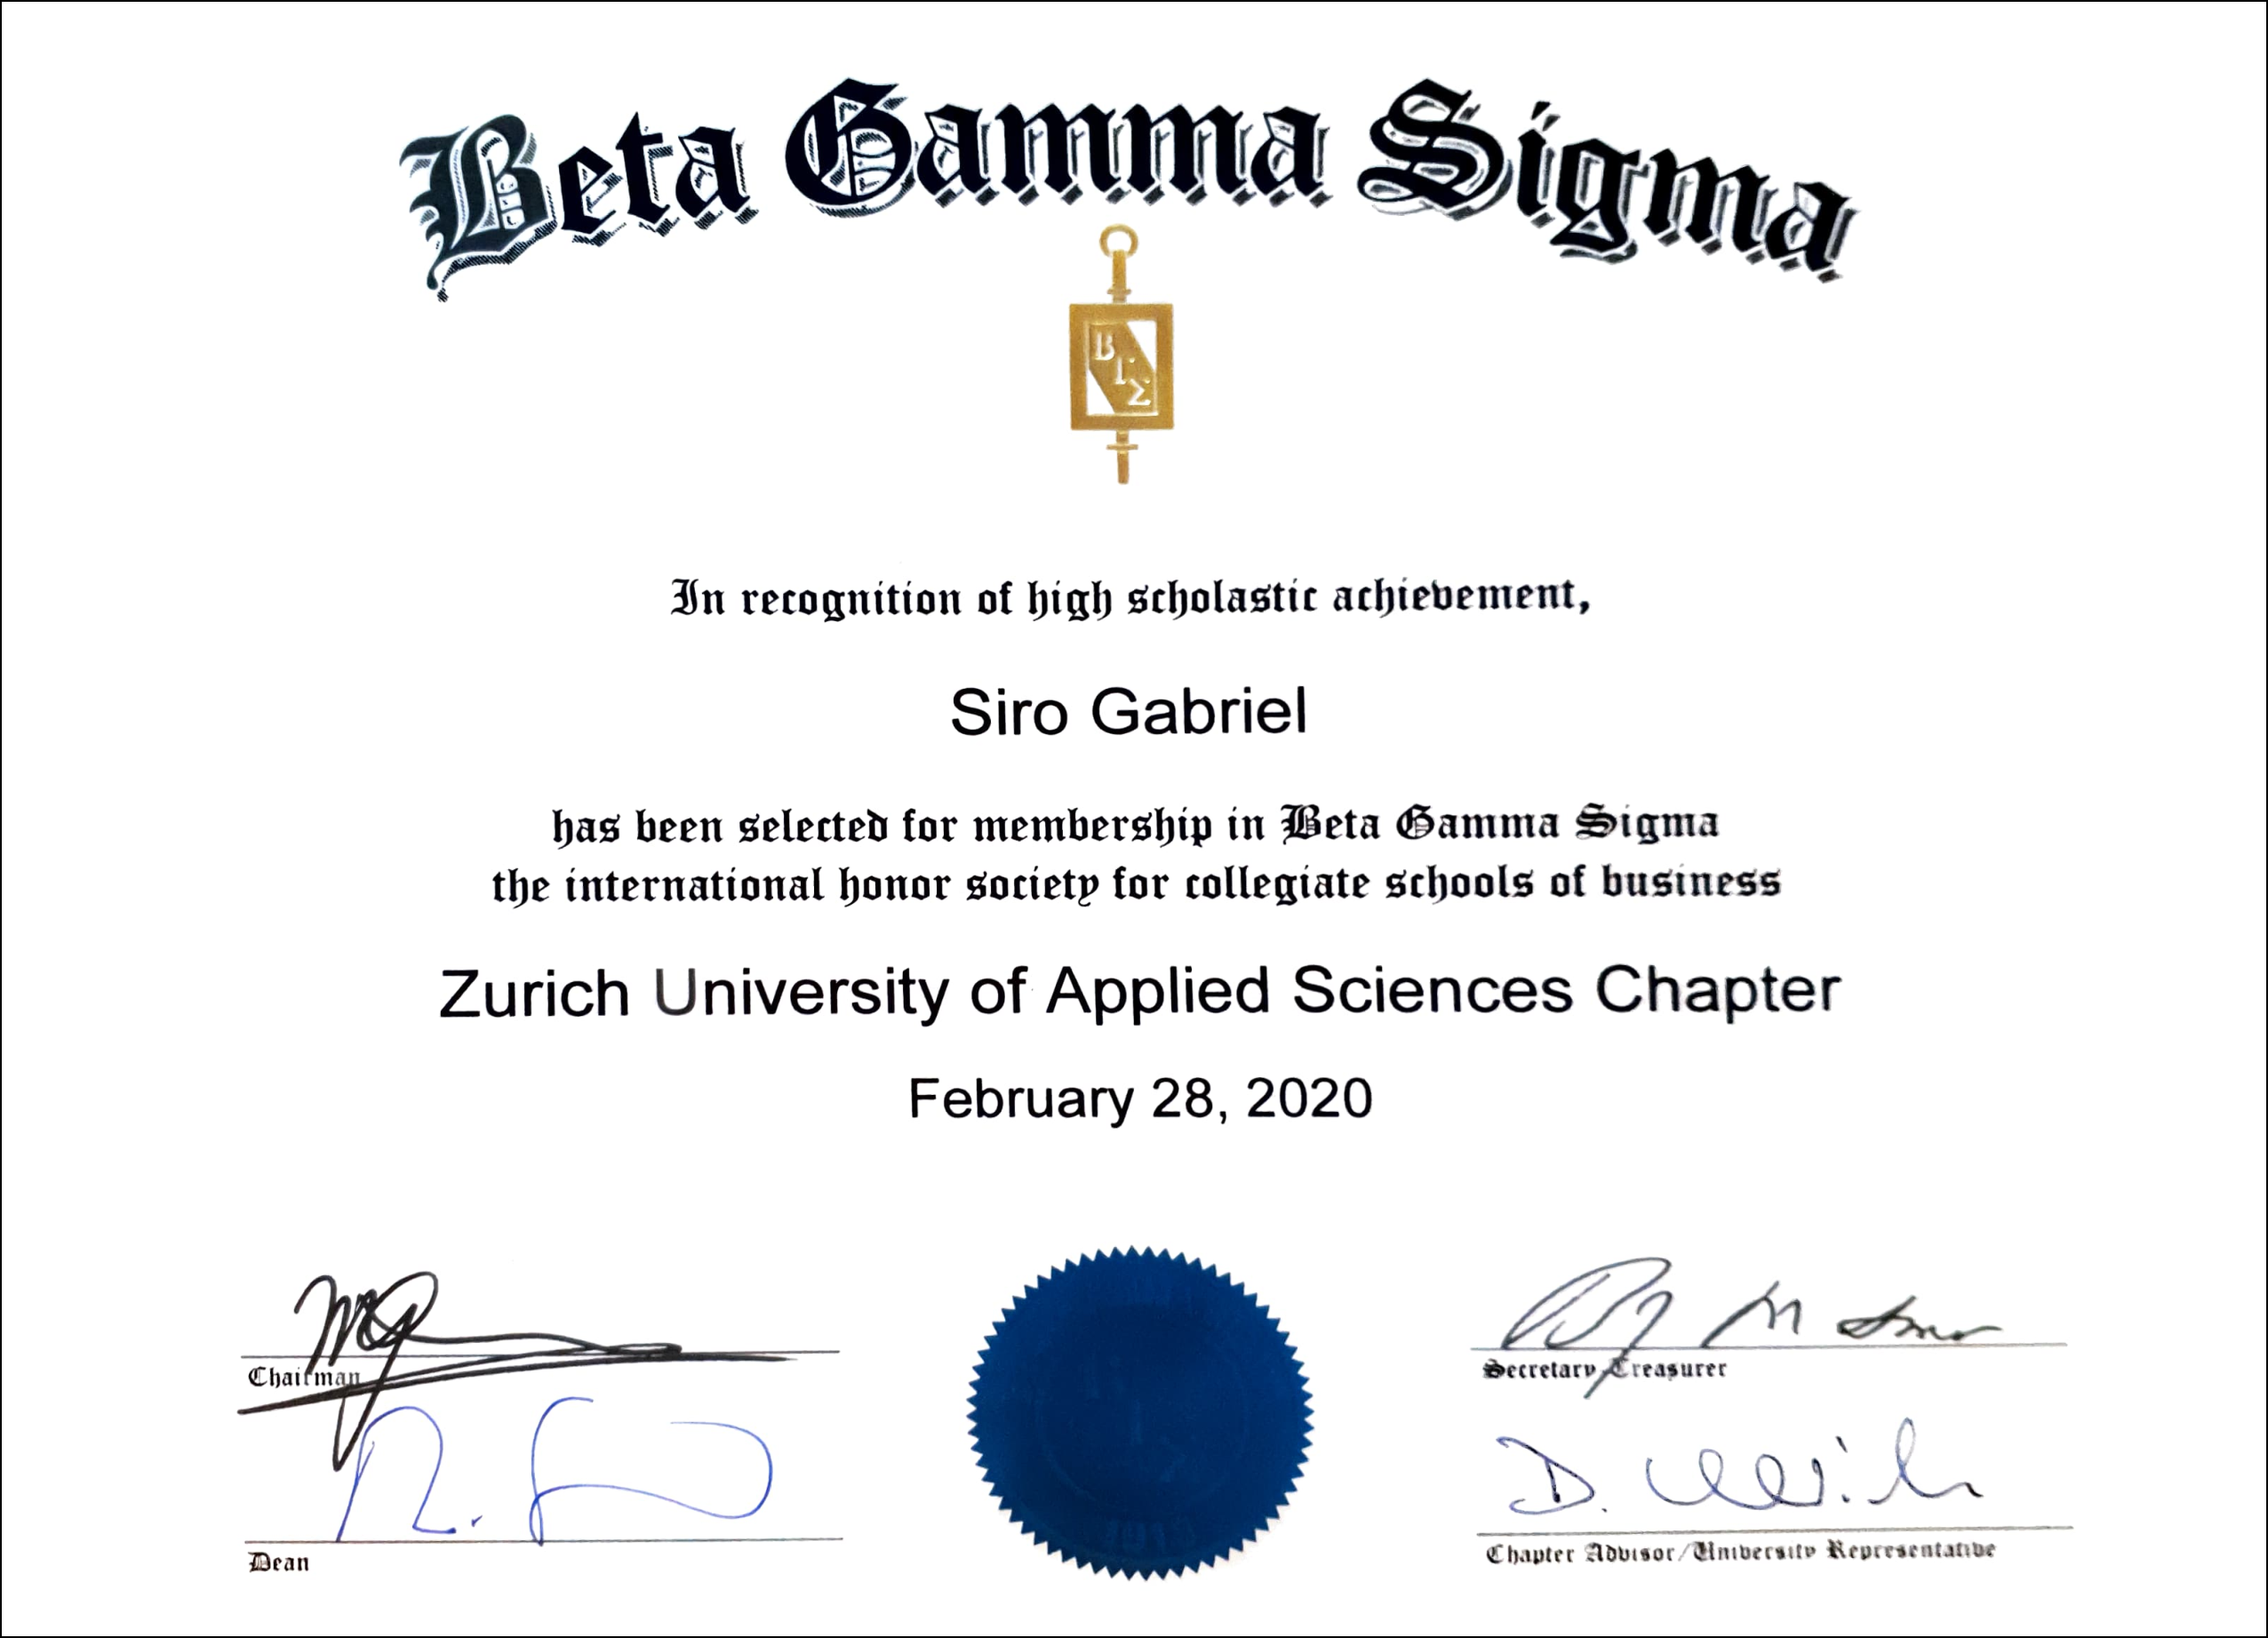 Beta Gamma Sigma
Β
Γ
Σ
In recognition of high scholastic achievement,
Siro Gabriel
has been selected for membership in Beta Gamma Sigma
the international honor society for collegiate schools of business
Zurich University of Applied Sciences Chapter
February 28, 2020
Chairman
Secretary Treasurer
Dean
Chapter Advisor/University Representative
1913